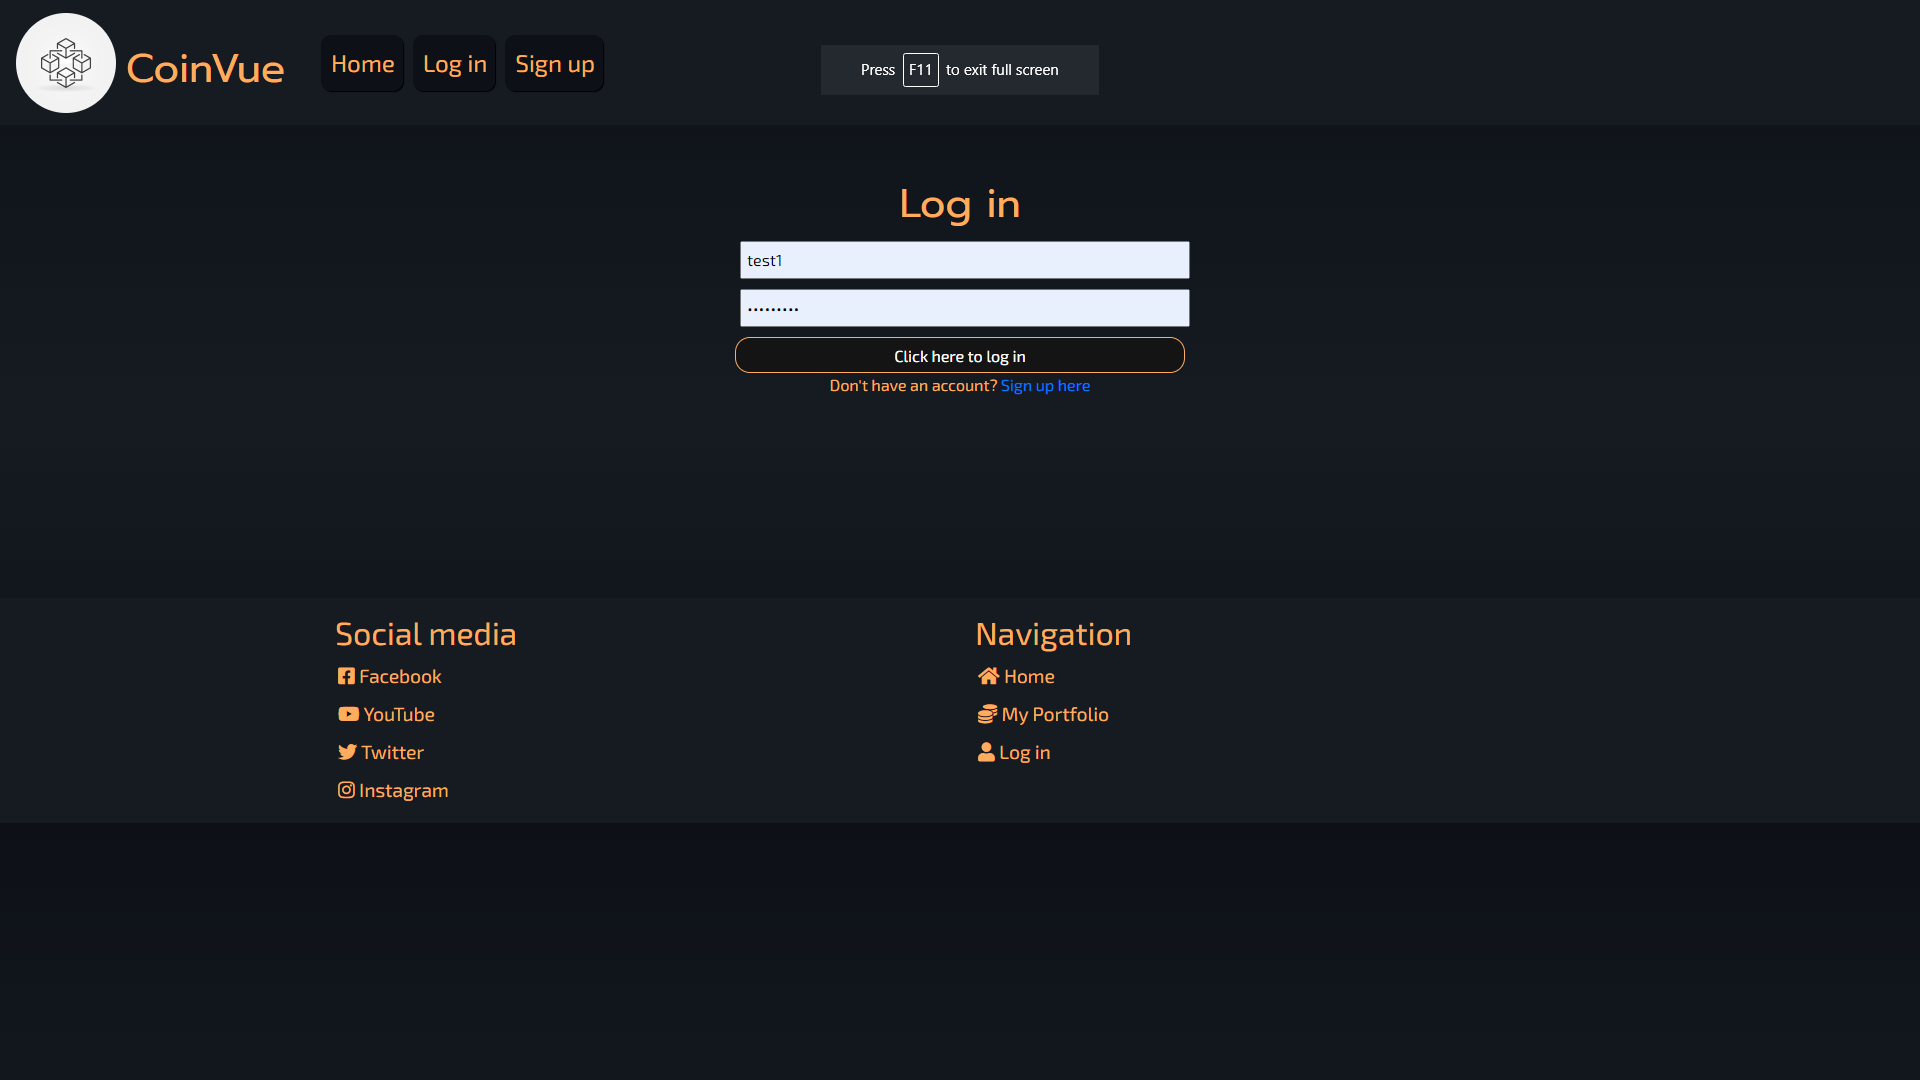 CoinVue
Home
Log in
Sign up
Press F11 to exit full screen
Log in
test1
•••••••••
Click here to log in
Don't have an account? Sign up here
Social media
Facebook
YouTube
Twitter
Instagram
Navigation
Home
My Portfolio
Log in